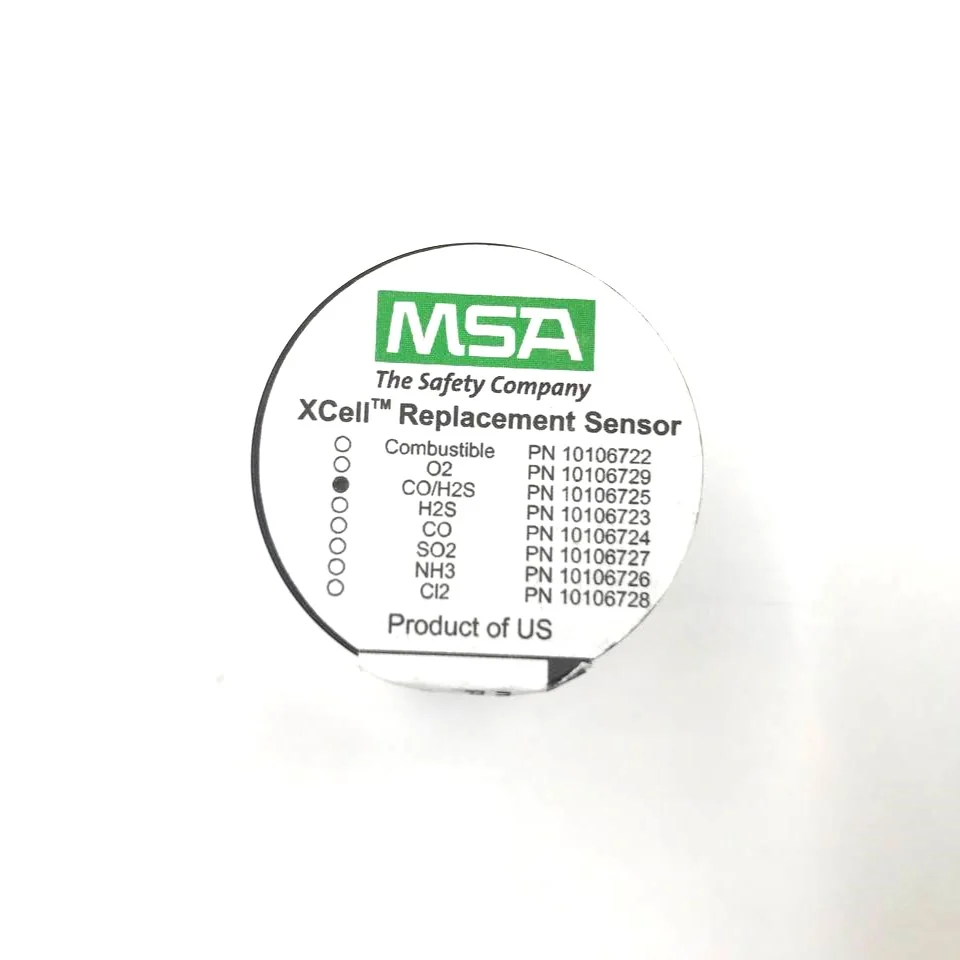 MSA
The Safety Company
XCell™ Replacement Sensor
Combustible PN 10106722
O2 PN 10106729
CO/H2S PN 10106725
H2S PN 10106723
CO PN 10106724
SO2 PN 10106727
NH3 PN 10106726
Cl2 PN 10106728
Product of US